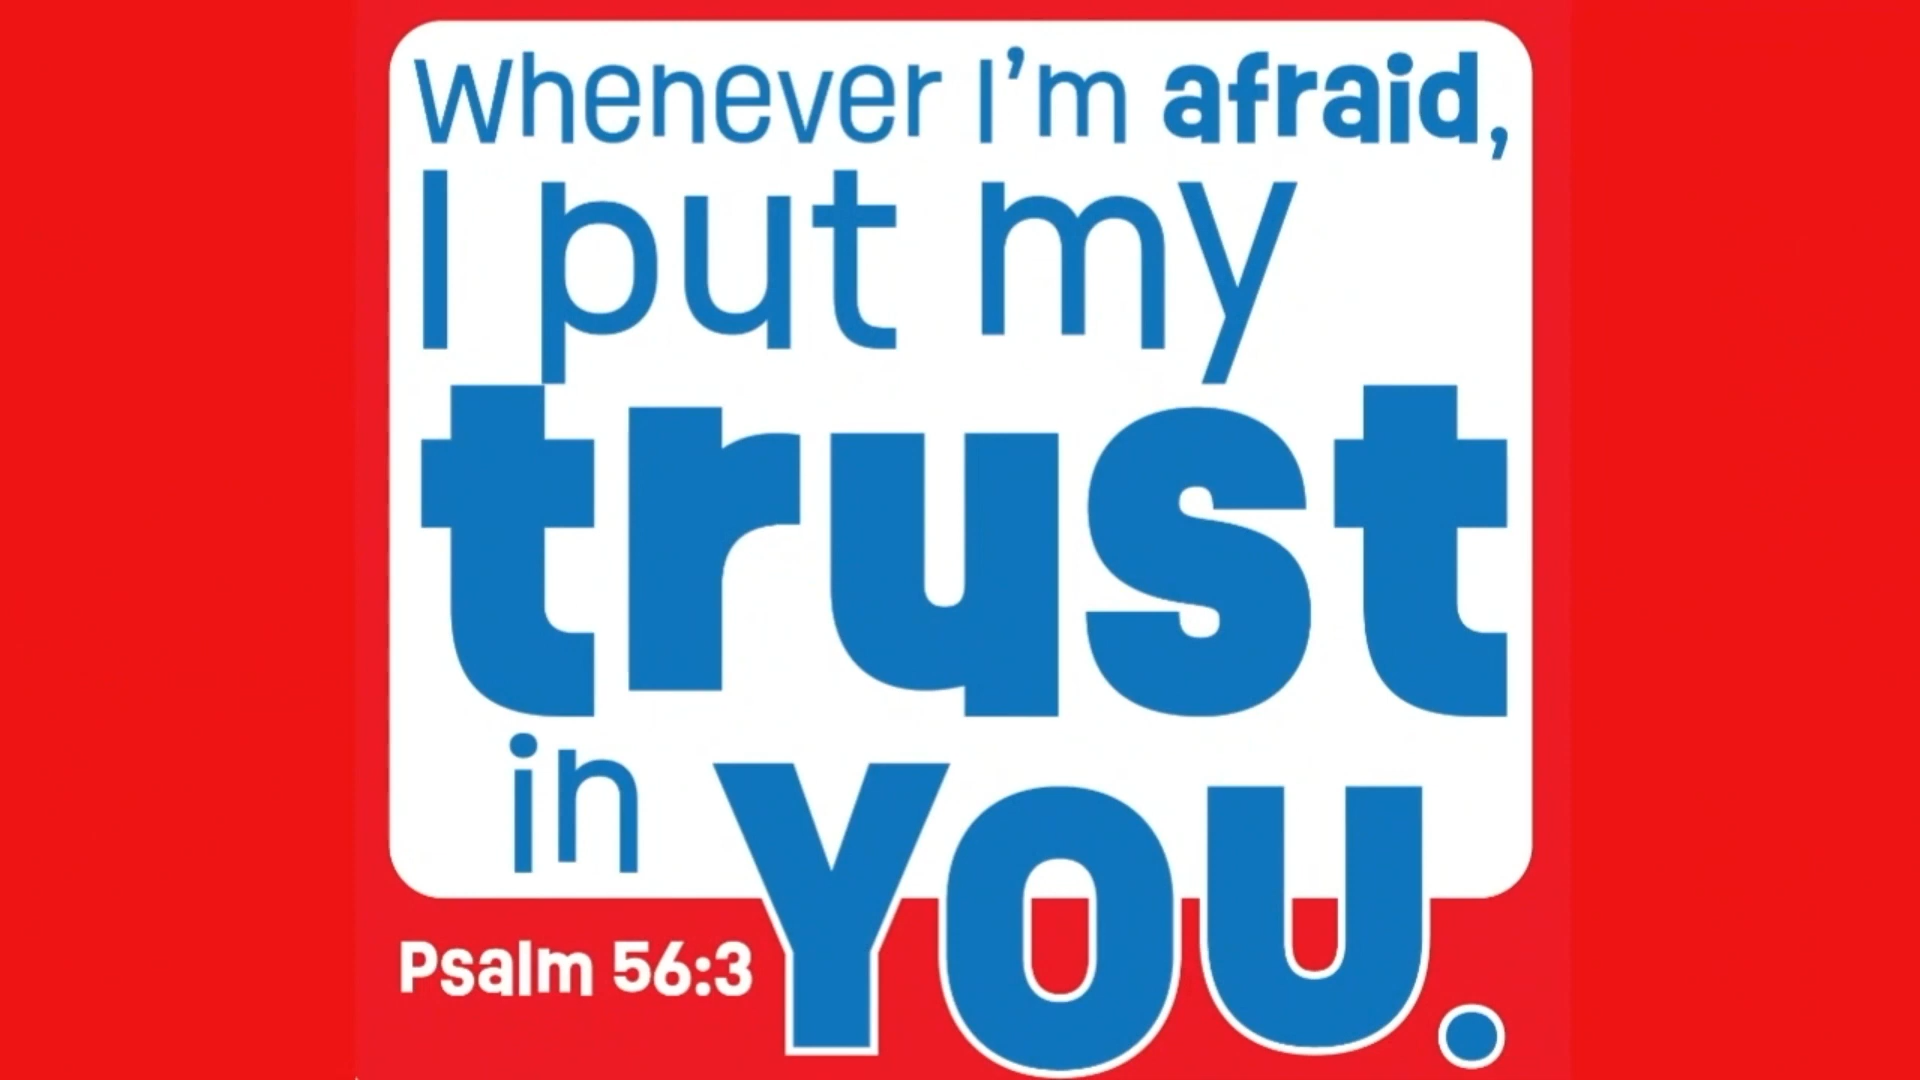 Whenever I'm afraid,
I put my
trust
in YOU.
Psalm 56:3